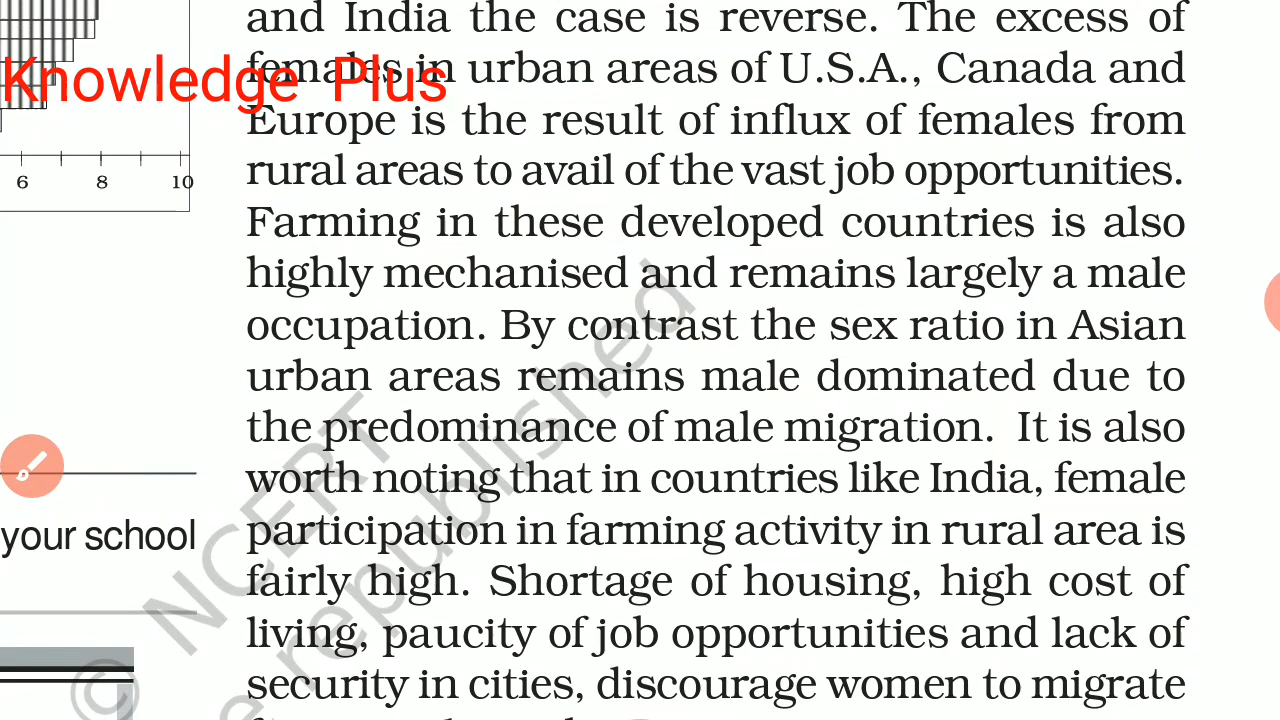 and India the case is reverse. The excess of
females in urban areas of U.S.A., Canada and
Knowledge Plus
Europe is the result of influx of females from
rural areas to avail of the vast job opportunities.
Farming in these developed countries is also
highly mechanised and remains largely a male
occupation. By contrast the sex ratio in Asian
urban areas remains male dominated due to
the predominance of male migration. It is also
worth noting that in countries like India, female
participation in farming activity in rural area is
fairly high. Shortage of housing, high cost of
living, paucity of job opportunities and lack of
security in cities, discourage women to migrate
6 8 10
your school
© NCERT
republished